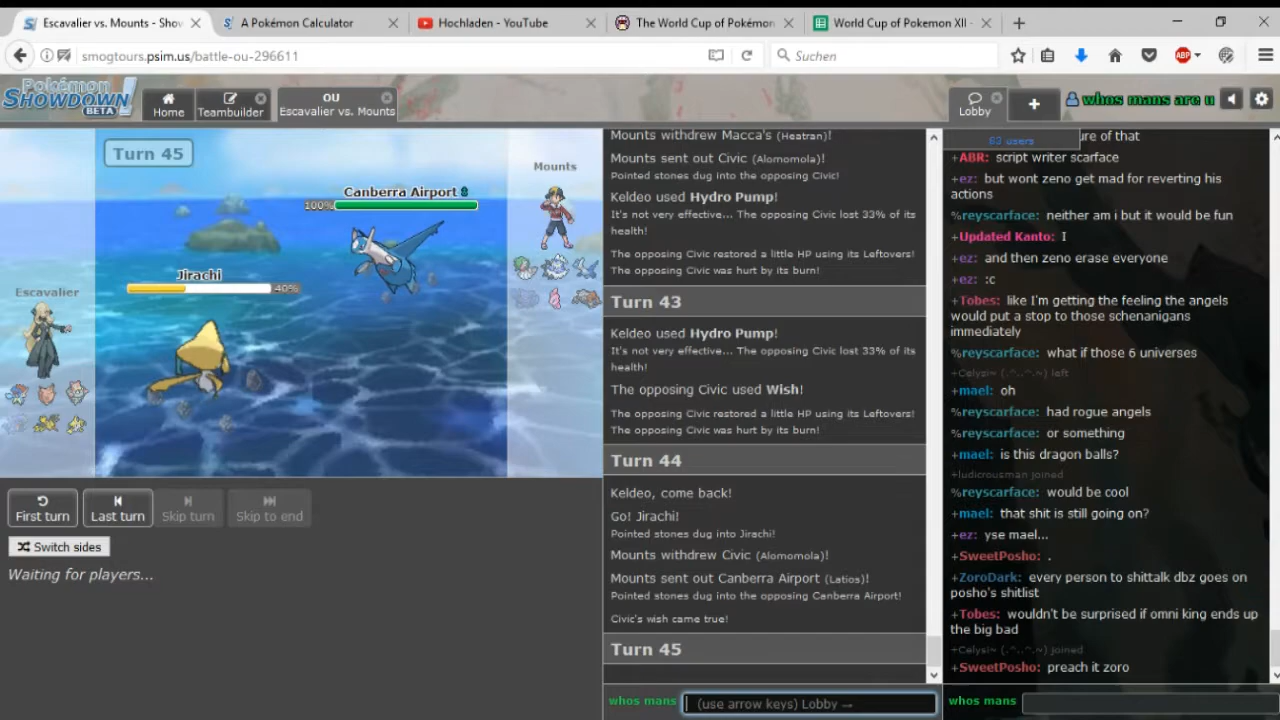 Escavalier vs. Mounts - Show
A Pokémon Calculator
Hochladen - YouTube
The World Cup of Pokémon
World Cup of Pokemon XII -
smogtours.psim.us/battle-ou-296611
Suchen
ABP
Pokémon
Showdown!
BETA
Home
Teambuilder
OU
Escavalier vs. Mounts
Lobby
whos mans are u
Turn 45
Mounts
Canberra Airport
100%
Jirachi
40%
Escavalier
First turn
Last turn
Skip turn
Skip to end
Switch sides
Waiting for players...
Mounts withdrew Macca's (Heatran)!
Mounts sent out Civic (Alomomola)!
Pointed stones dug into the opposing Civic!
Keldeo used Hydro Pump!
It's not very effective... The opposing Civic lost 33% of its
health!
The opposing Civic restored a little HP using its Leftovers!
The opposing Civic was hurt by its burn!
Turn 43
Keldeo used Hydro Pump!
It's not very effective... The opposing Civic lost 33% of its
health!
The opposing Civic used Wish!
The opposing Civic restored a little HP using its Leftovers!
The opposing Civic was hurt by its burn!
Turn 44
Keldeo, come back!
Go! Jirachi!
Pointed stones dug into Jirachi!
Mounts withdrew Civic (Alomomola)!
Mounts sent out Canberra Airport (Latios)!
Pointed stones dug into the opposing Canberra Airport!
Civic's wish came true!
Turn 45
whos mans
(use arrow keys) Lobby →
63 users
ure of that
+ABR: script writer scarface
+ez: but wont zeno get mad for reverting his
actions
%reyscarface: neither am i but it would be fun
+Updated Kanto: I
+ez: and then zeno erase everyone
+ez: :c
+Tobes: like I'm getting the feeling the angels
would put a stop to those schenanigans
immediately
%reyscarface: what if those 6 universes
+Celysi~ (.^..^.~) left
+mael: oh
%reyscarface: had rogue angels
%reyscarface: or something
+mael: is this dragon balls?
+ludicrousman joined
%reyscarface: would be cool
+mael: that shit is still going on?
+ez: yse mael...
+SweetPosho: .
+ZoroDark: every person to shittalk dbz goes on
posho's shitlist
+Tobes: wouldn't be surprised if omni king ends up
the big bad
+Celysi~ (.^..^.~) joined
+SweetPosho: preach it zoro
whos mans